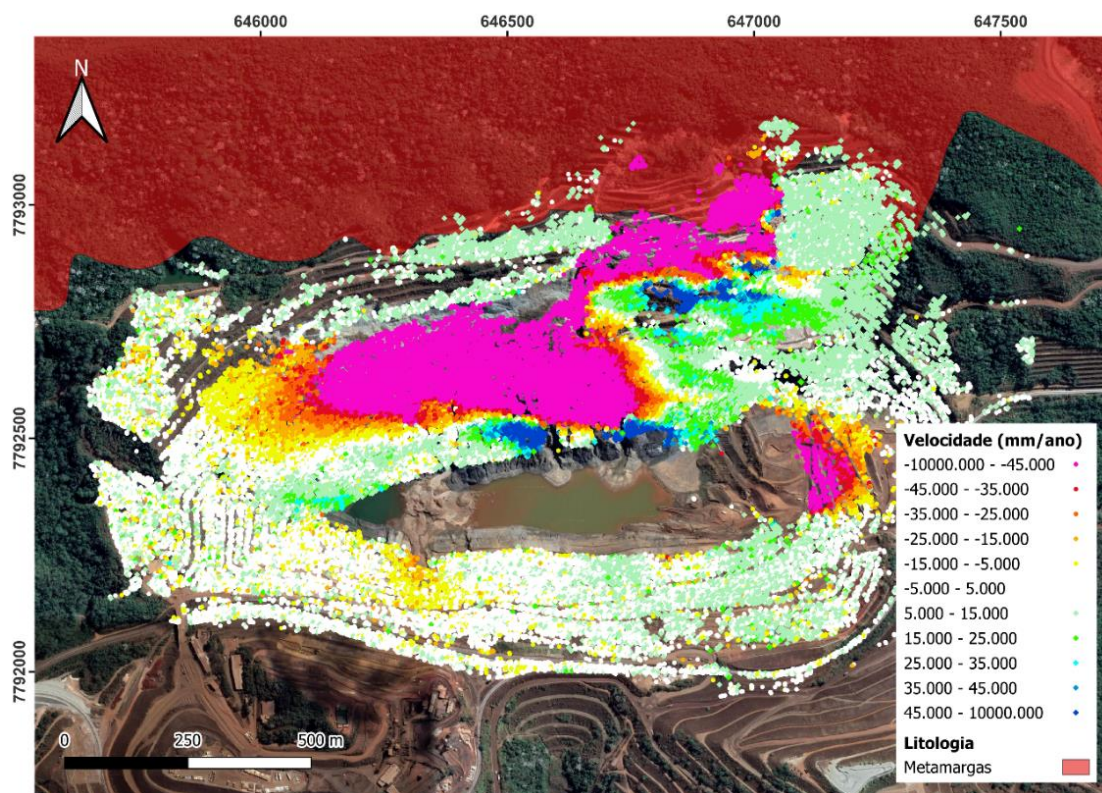 646000 646500 647000 647500
N
7793000
7792500
7792000
0 250 500 m
Velocidade (mm/ano)
-10000.000 - -45.000
-45.000 - -35.000
-35.000 - -25.000
-25.000 - -15.000
-15.000 - -5.000
-5.000 - 5.000
5.000 - 15.000
15.000 - 25.000
25.000 - 35.000
35.000 - 45.000
45.000 - 10000.000
Litologia
Metamargas